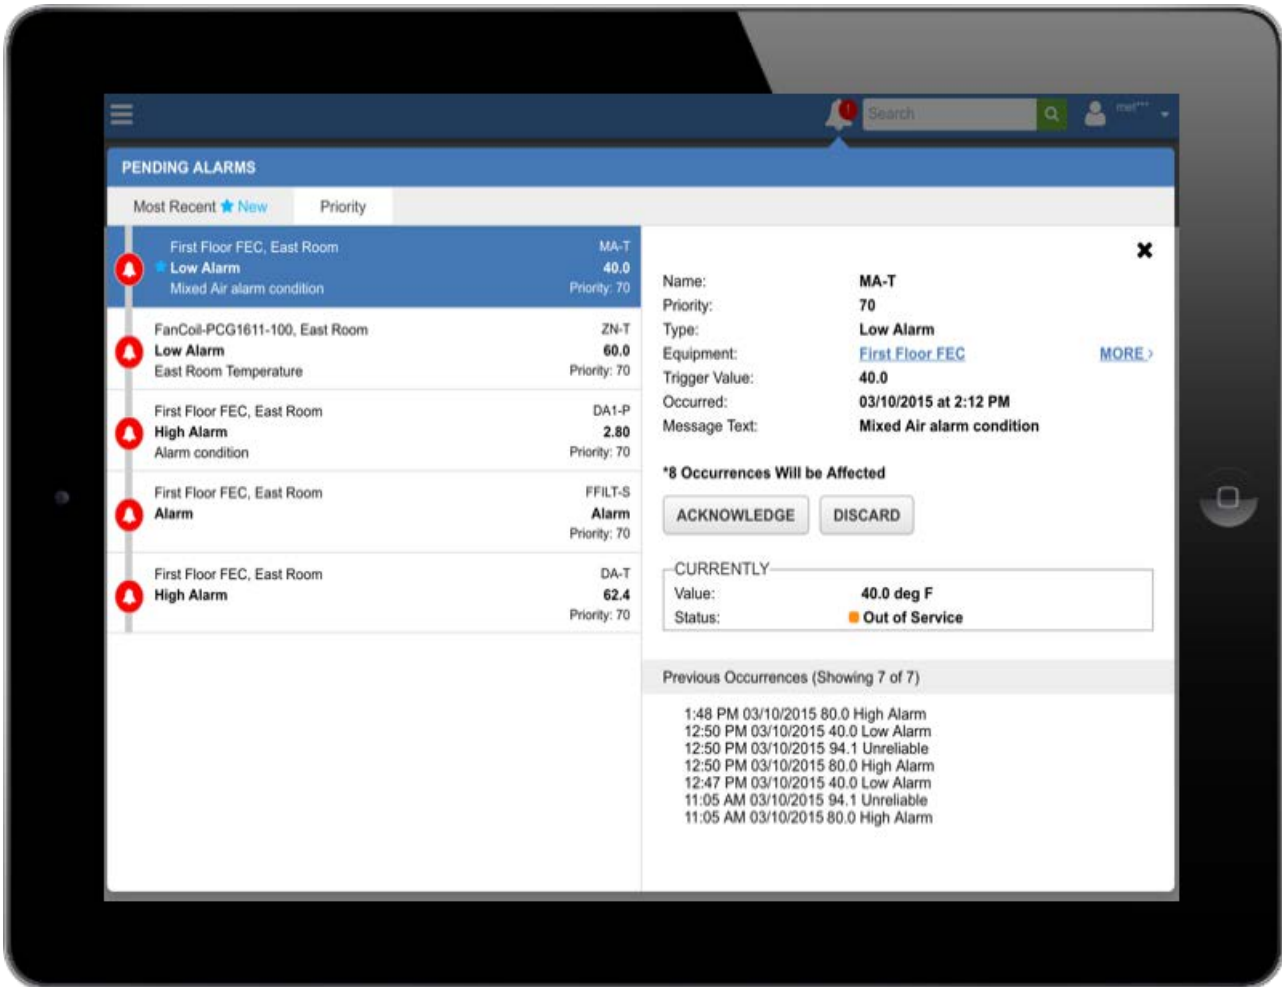 !
Search
met***
PENDING ALARMS
Most Recent ★ New
Priority
First Floor FEC, East Room MA-T
Low Alarm 40.0
Mixed Air alarm condition Priority: 70
FanCoil-PCG1611-100, East Room ZN-T
Low Alarm 60.0
East Room Temperature Priority: 70
First Floor FEC, East Room DA1-P
High Alarm 2.80
Alarm condition Priority: 70
First Floor FEC, East Room FFILT-S
Alarm Alarm
Priority: 70
First Floor FEC, East Room DA-T
High Alarm 62.4
Priority: 70
Name: MA-T
Priority: 70
Type: Low Alarm
Equipment: First Floor FEC MORE >
Trigger Value: 40.0
Occurred: 03/10/2015 at 2:12 PM
Message Text: Mixed Air alarm condition
*8 Occurrences Will be Affected
ACKNOWLEDGE DISCARD
CURRENTLY
Value: 40.0 deg F
Status: Out of Service
Previous Occurrences (Showing 7 of 7)
1:48 PM 03/10/2015 80.0 High Alarm
12:50 PM 03/10/2015 40.0 Low Alarm
12:50 PM 03/10/2015 94.1 Unreliable
12:50 PM 03/10/2015 80.0 High Alarm
12:47 PM 03/10/2015 40.0 Low Alarm
11:05 AM 03/10/2015 94.1 Unreliable
11:05 AM 03/10/2015 80.0 High Alarm